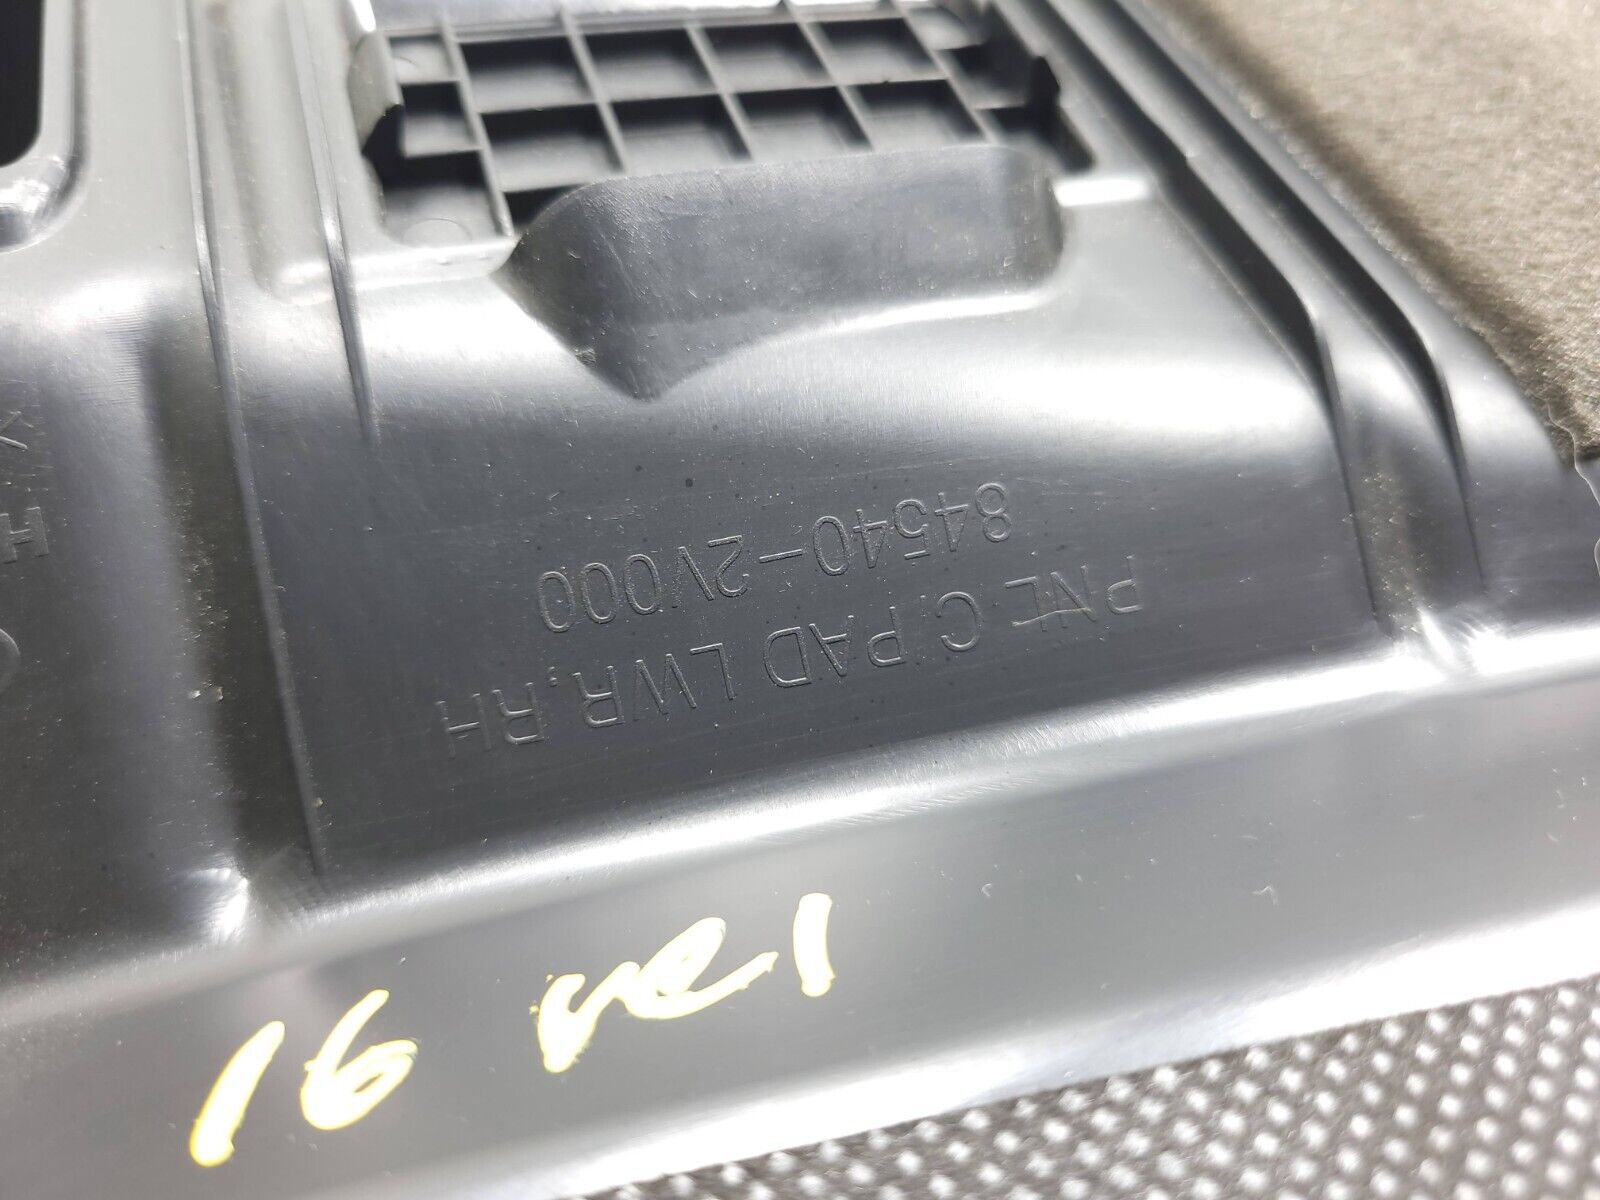 PNL C/PAD LWR, RH
84540-2V000
16 Vel